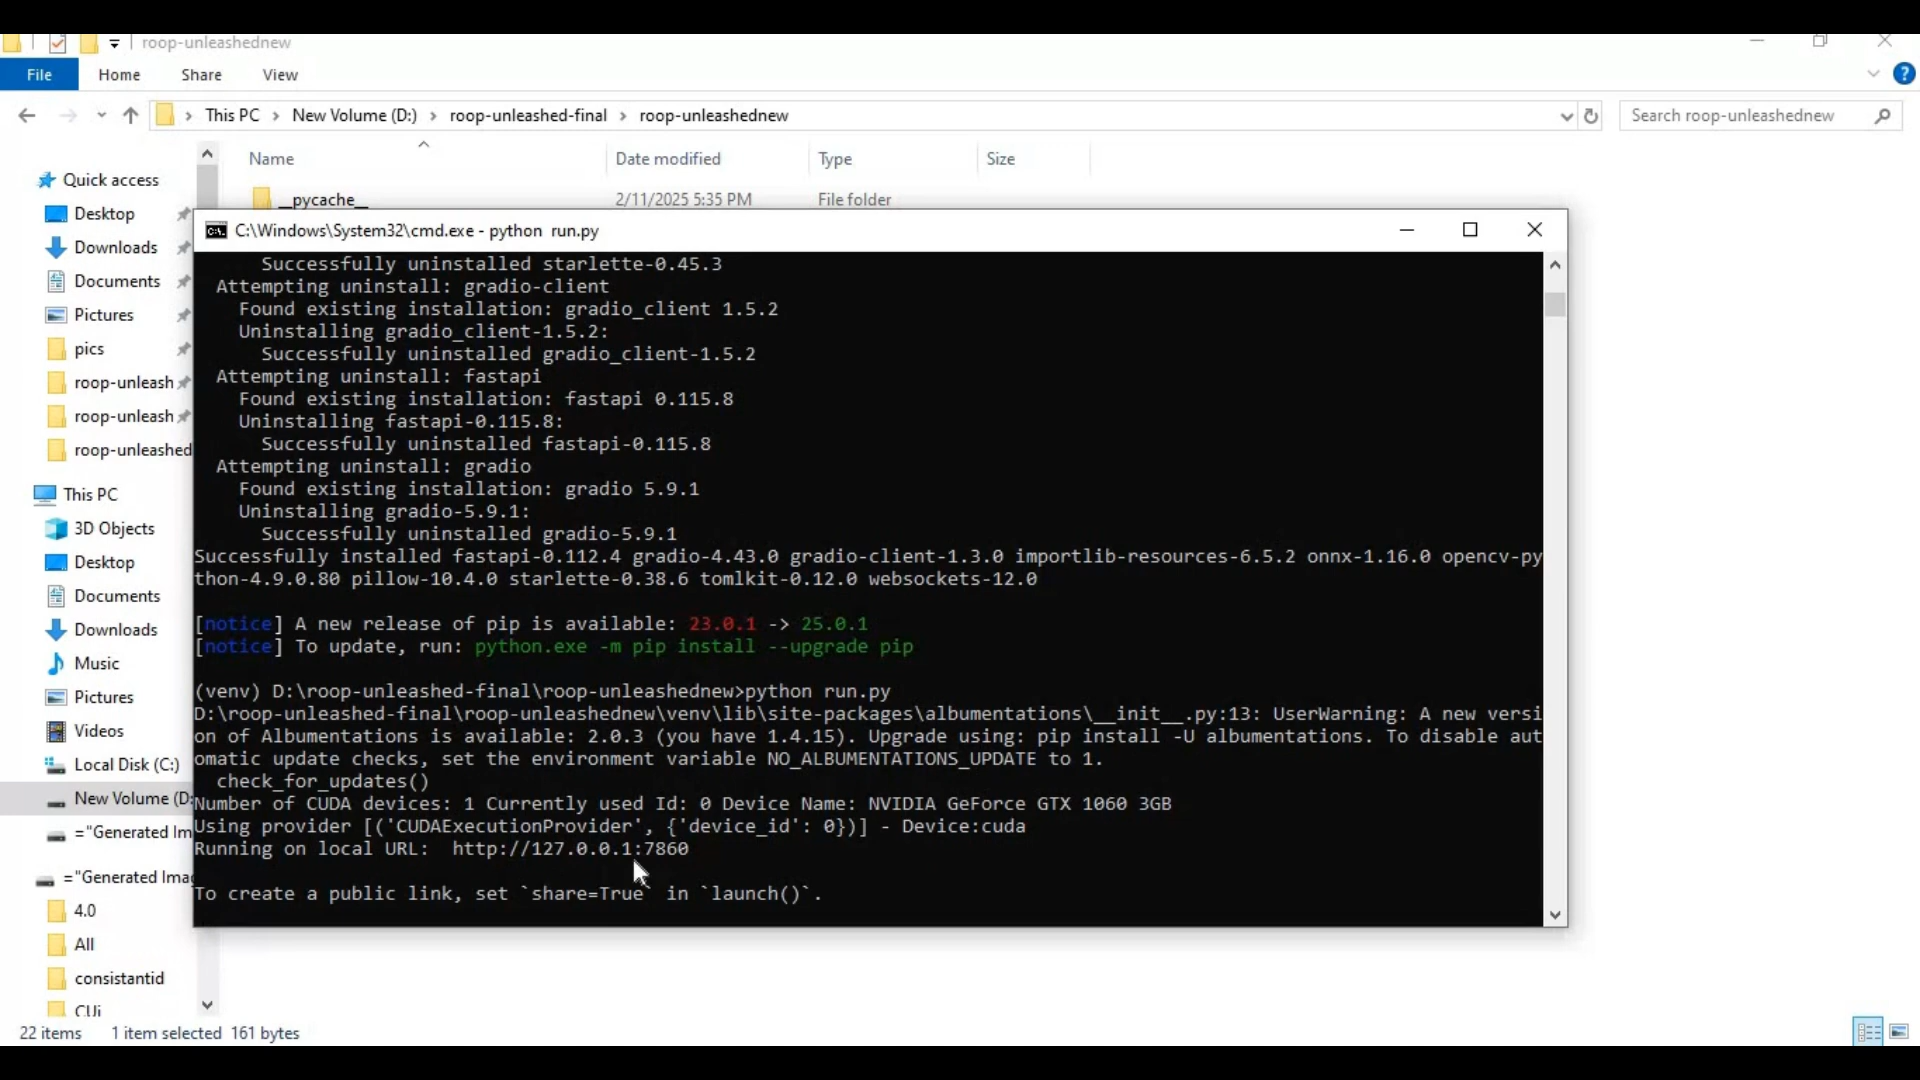 roop-unleashednew
File Home Share View
This PC New Volume (D:) roop-unleashed-final roop-unleashednew Search roop-unleashednew
Name Date modified Type Size
__pycache__ 2/11/2025 5:35 PM File folder
Quick access
Desktop
Downloads
Documents
Pictures
pics
roop-unleash
roop-unleash
roop-unleashed
This PC
3D Objects
Desktop
Documents
Downloads
Music
Pictures
Videos
Local Disk (C:)
New Volume (D:
="Generated Im
="Generated Ima
4.0
All
consistantid
CUi
C:\Windows\System32\cmd.exe - python  run.py
Successfully uninstalled starlette-0.45.3
Attempting uninstall: gradio-client
Found existing installation: gradio_client 1.5.2
Uninstalling gradio_client-1.5.2:
Successfully uninstalled gradio_client-1.5.2
Attempting uninstall: fastapi
Found existing installation: fastapi 0.115.8
Uninstalling fastapi-0.115.8:
Successfully uninstalled fastapi-0.115.8
Attempting uninstall: gradio
Found existing installation: gradio 5.9.1
Uninstalling gradio-5.9.1:
Successfully uninstalled gradio-5.9.1
Successfully installed fastapi-0.112.4 gradio-4.43.0 gradio-client-1.3.0 importlib-resources-6.5.2 onnx-1.16.0 opencv-py
thon-4.9.0.80 pillow-10.4.0 starlette-0.38.6 tomlkit-0.12.0 websockets-12.0
[notice] A new release of pip is available: 23.0.1 -> 25.0.1
[notice] To update, run: python.exe -m pip install --upgrade pip
(venv) D:\roop-unleashed-final\roop-unleashednew>python run.py
D:\roop-unleashed-final\roop-unleashednew\venv\lib\site-packages\albumentations\__init__.py:13: UserWarning: A new versi
on of Albumentations is available: 2.0.3 (you have 1.4.15). Upgrade using: pip install -U albumentations. To disable aut
omatic update checks, set the environment variable NO_ALBUMENTATIONS_UPDATE to 1.
check_for_updates()
Number of CUDA devices: 1 Currently used Id: 0 Device Name: NVIDIA GeForce GTX 1060 3GB
Using provider [('CUDAExecutionProvider', {'device_id': 0})] - Device:cuda
Running on local URL:  http://127.0.0.1:7860
To create a public link, set `share=True` in `launch()`.
22 items 1 item selected 161 bytes